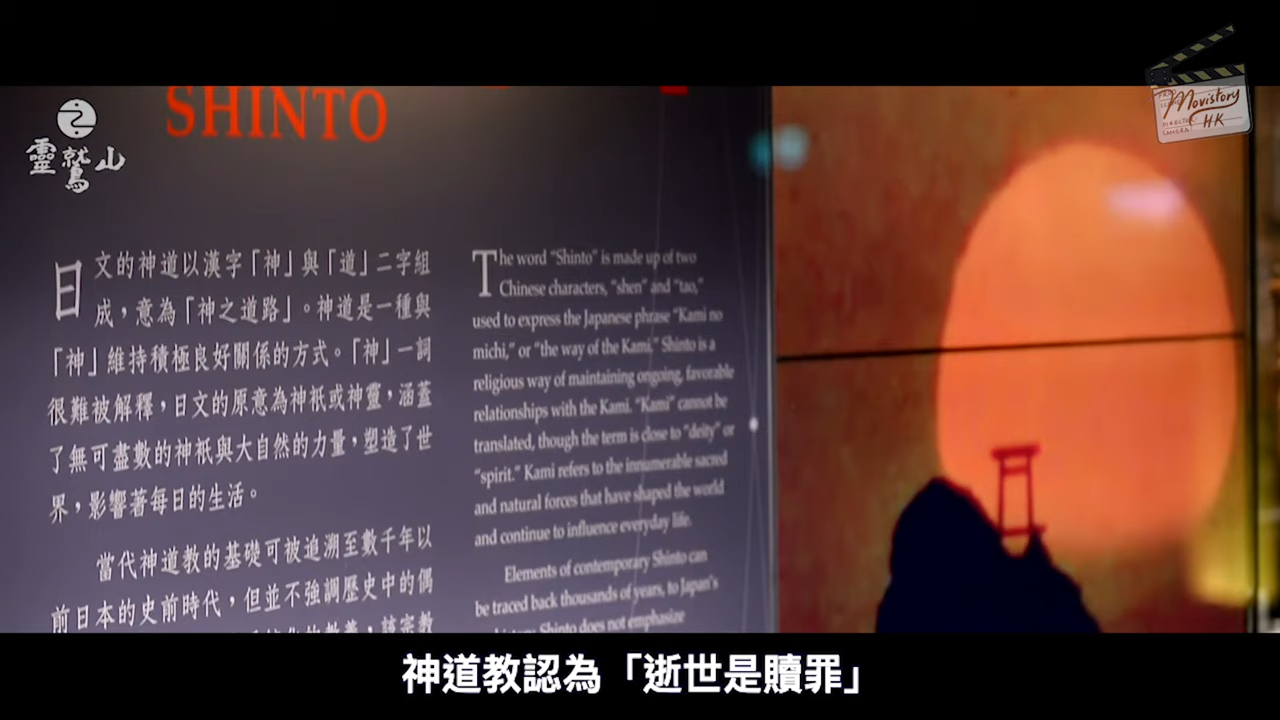 SHINTO
靈鷲山
Movistory
HK
日文的神道以漢字「神」與「道」二字組
成，意為「神之道路」。神道是一種與
「神」維持積極良好關係的方式。「神」一詞
很難被解釋，日文的原意為神祇或神靈，涵蓋
了無可盡數的神祇與大自然的力量，塑造了世
界，影響著每日的生活。
當代神道教的基礎可被追溯至數千年以
前日本的史前時代，但並不強調歷史中的偶
The word “Shinto” is made up of two
Chinese characters, “shen” and “tao,”
used to express the Japanese phrase “Kami no
michi,” or “the way of the Kami.” Shinto is a
religious way of maintaining ongoing, favorable
relationships with the Kami. “Kami” cannot be
translated, though the term is close to “deity” or
“spirit.” Kami refers to the innumerable sacred
and natural forces that have shaped the world
and continue to influence everyday life.
Elements of contemporary Shinto can
be traced back thousands of years, to Japan’s
Shinto does not emphasize
神道教認為「逝世是贖罪」